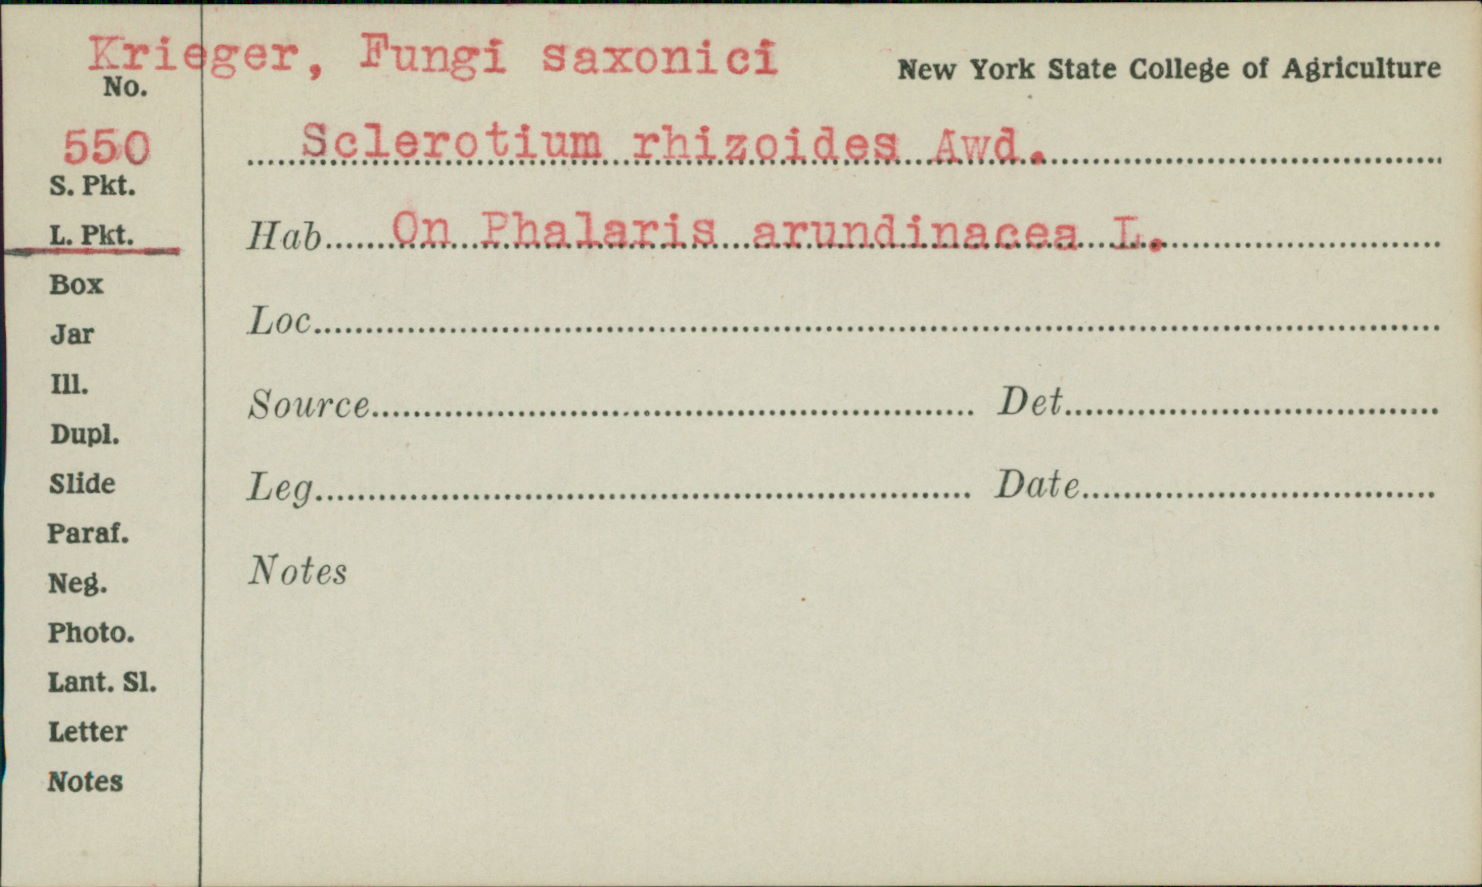 Krieger, Fungi saxonici
New York State College of Agriculture
No.
550
Sclerotium rhizoides Awd.
S. Pkt.
L. Pkt.
Hab. On Phalaris arundinacea L.
Box
Loc.
Jar
Ill.
Source
Det.
Dupl.
Slide
Leg.
Date
Paraf.
Notes
Neg.
Photo.
Lant. Sl.
Letter
Notes